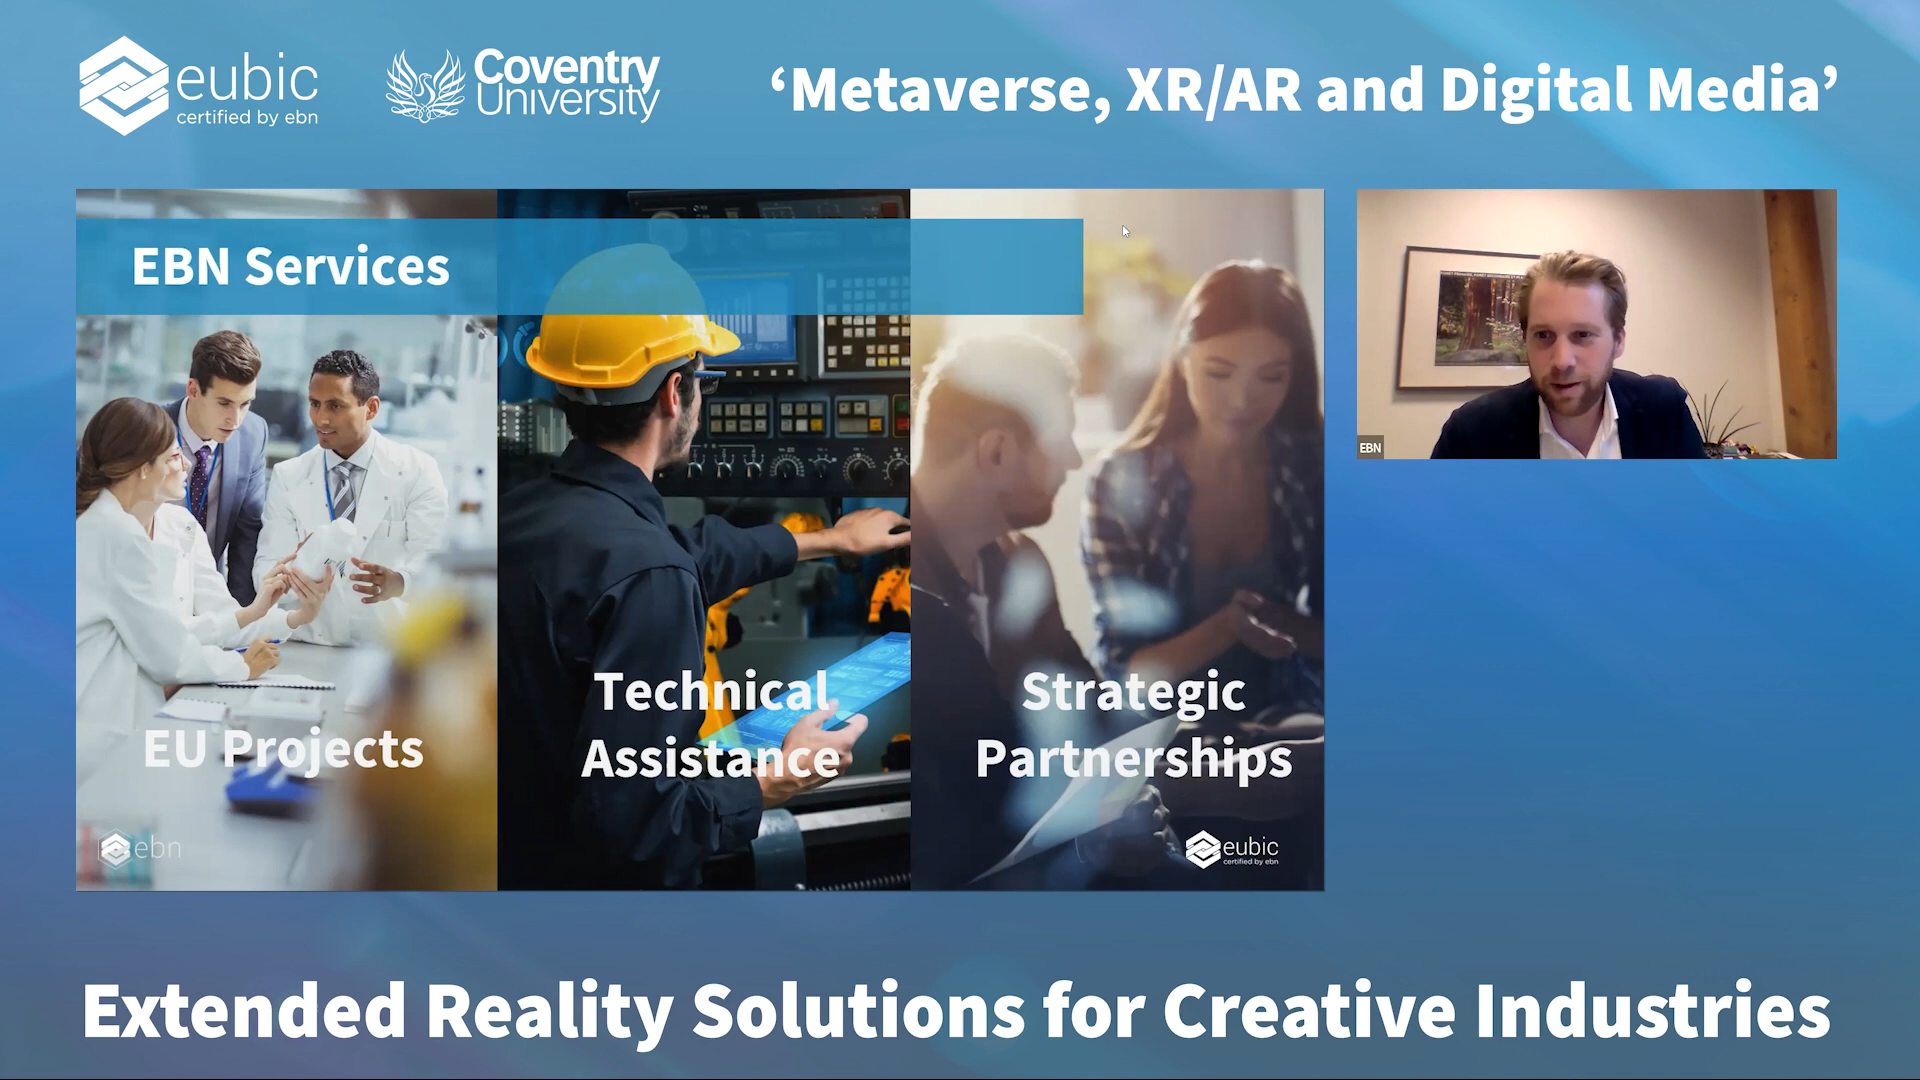 eubic
certified by ebn
Coventry
University
‘Metaverse, XR/AR and Digital Media’
EBN Services
EU Projects
Technical
Assistance
Strategic
Partnerships
ebn
eubic
certified by ebn
EBN
Extended Reality Solutions for Creative Industries